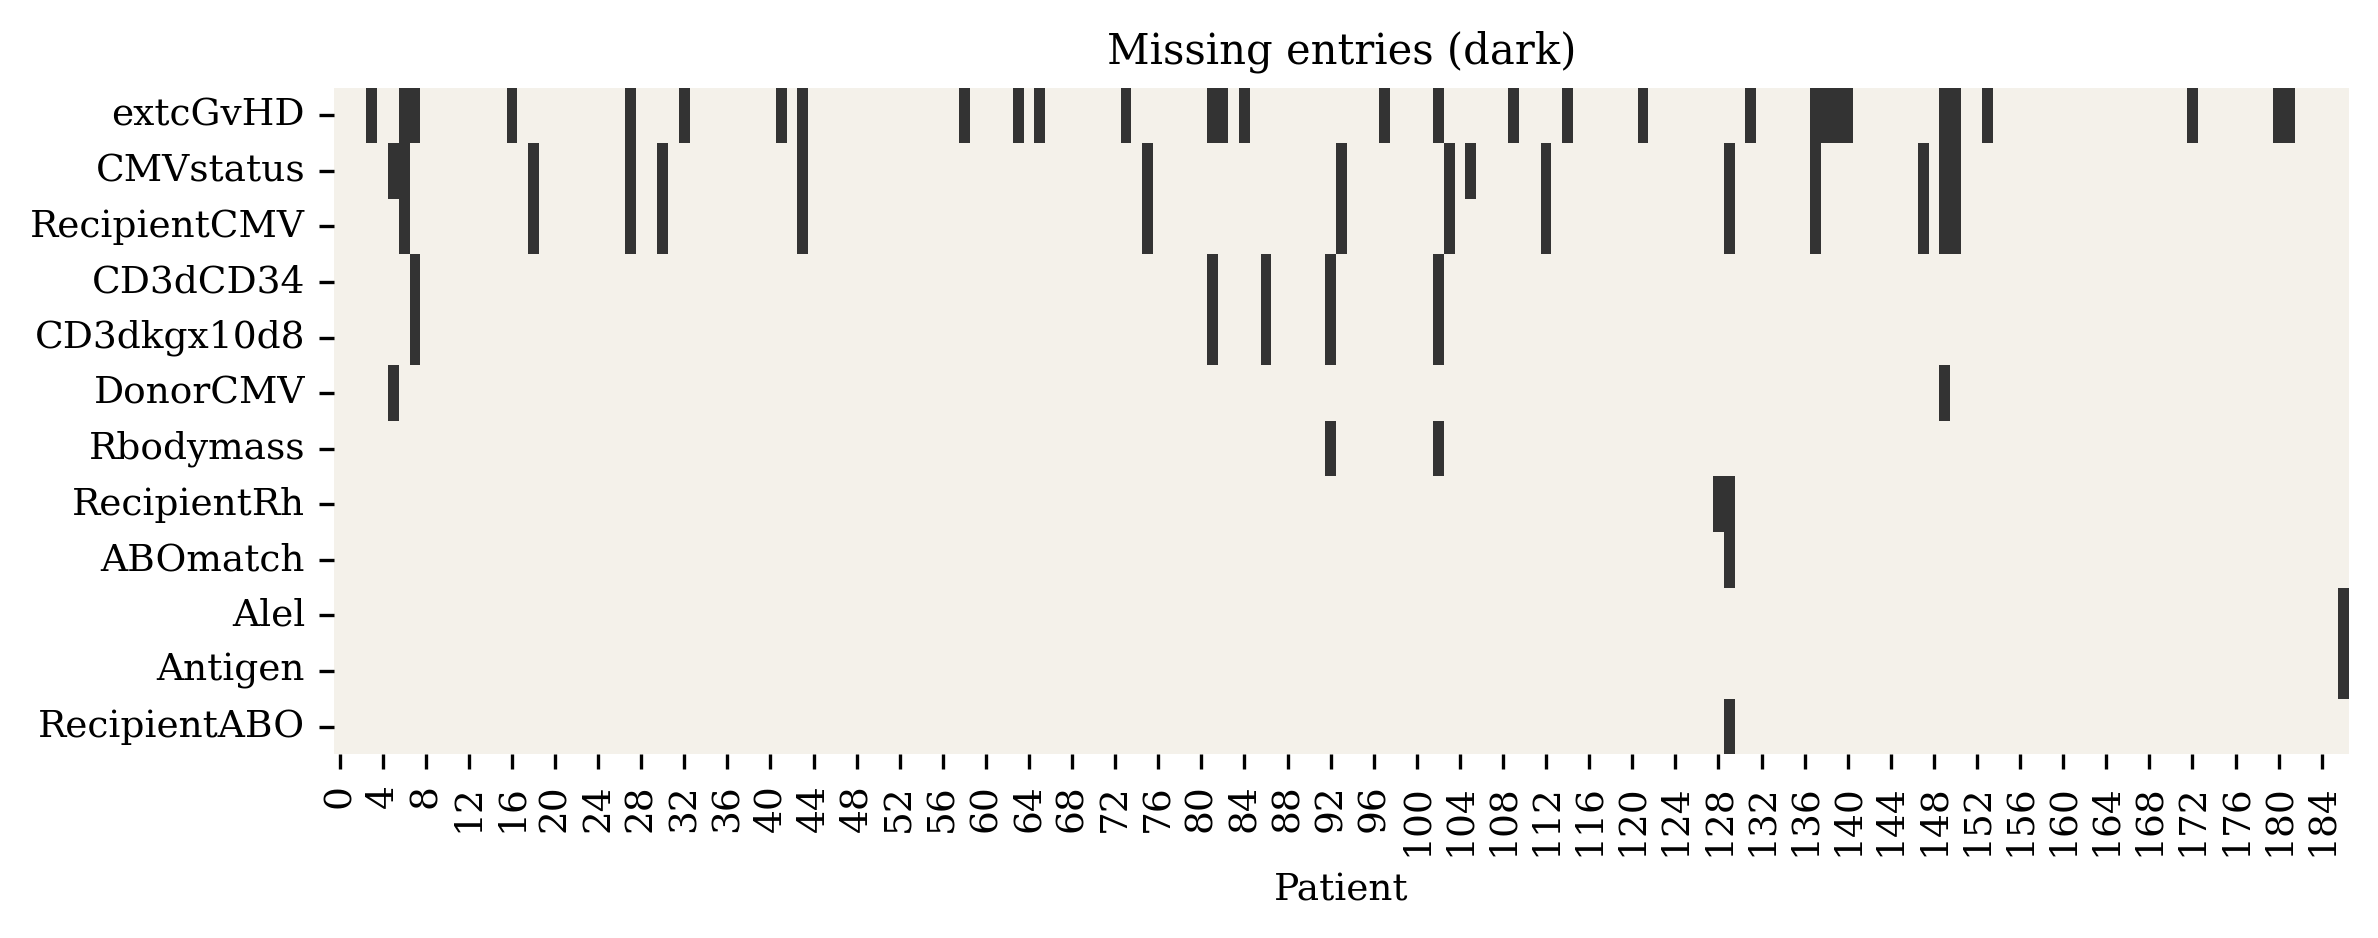 Missing entries (dark)
extcGvHD
CMVstatus
RecipientCMV
CD3dCD34
CD3dkgx10d8
DonorCMV
Rbodymass
RecipientRh
ABOmatch
Alel
Antigen
RecipientABO
0 4 8 12 16 20 24 28 32 36 40 44 48 52 56 60 64 68 72 76 80 84 88 92 96 100 104 108 112 116 120 124 128 132 136 140 144 148 152 156 160 164 168 172 176 180 184
Patient